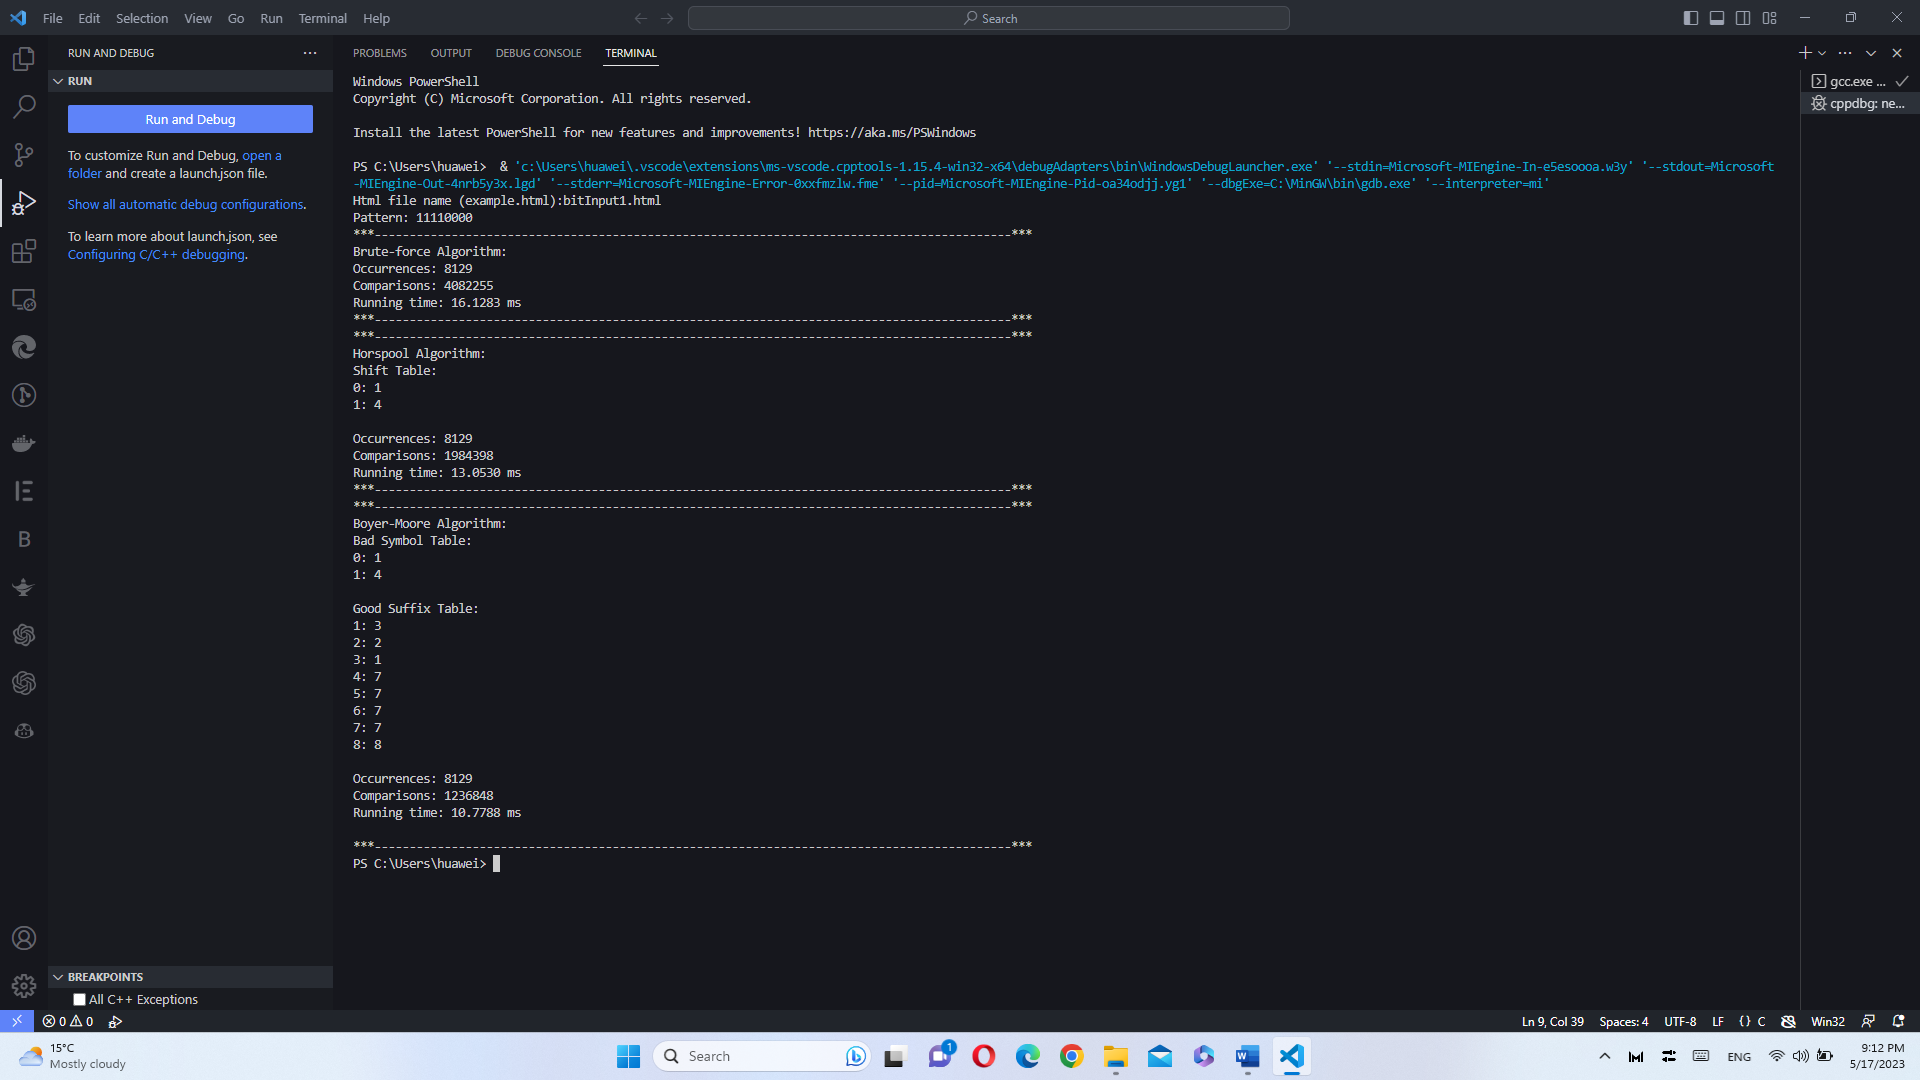 File Edit Selection View Go Run Terminal Help
Search
RUN AND DEBUG
RUN
Run and Debug
To customize Run and Debug, open a
folder and create a launch.json file.
Show all automatic debug configurations.
To learn more about launch.json, see
Configuring C/C++ debugging.
PROBLEMS OUTPUT DEBUG CONSOLE TERMINAL
Windows PowerShell
Copyright (C) Microsoft Corporation. All rights reserved.
Install the latest PowerShell for new features and improvements! https://aka.ms/PSWindows
PS C:\Users\huawei>  & 'c:\Users\huawei\.vscode\extensions\ms-vscode.cpptools-1.15.4-win32-x64\debugAdapters\bin\WindowsDebugLauncher.exe' '--stdin=Microsoft-MIEngine-In-e5esoooa.w3y' '--stdout=Microsoft
-MIEngine-Out-4nrb5y3x.lgd' '--stderr=Microsoft-MIEngine-Error-0xxfmzlw.fme' '--pid=Microsoft-MIEngine-Pid-oa34odjj.yg1' '--dbgExe=C:\MinGW\bin\gdb.exe' '--interpreter=mi'
Html file name (example.html):bitInput1.html
Pattern: 11110000
***-------------------------------------------------------------------------------------------***
Brute-force Algorithm:
Occurrences: 8129
Comparisons: 4082255
Running time: 16.1283 ms
***-------------------------------------------------------------------------------------------***
***-------------------------------------------------------------------------------------------***
Horspool Algorithm:
Shift Table:
0: 1
1: 4
Occurrences: 8129
Comparisons: 1984398
Running time: 13.0530 ms
***-------------------------------------------------------------------------------------------***
***-------------------------------------------------------------------------------------------***
Boyer-Moore Algorithm:
Bad Symbol Table:
0: 1
1: 4
Good Suffix Table:
1: 3
2: 2
3: 1
4: 7
5: 7
6: 7
7: 7
8: 8
Occurrences: 8129
Comparisons: 1236848
Running time: 10.7788 ms
***-------------------------------------------------------------------------------------------***
PS C:\Users\huawei>
gcc.exe ...
cppdbg: ne...
BREAKPOINTS
All C++ Exceptions
0 0
Ln 9, Col 39 Spaces: 4 UTF-8 LF {} C Win32
15°C
Mostly cloudy
Search
1
ENG
9:12 PM
5/17/2023